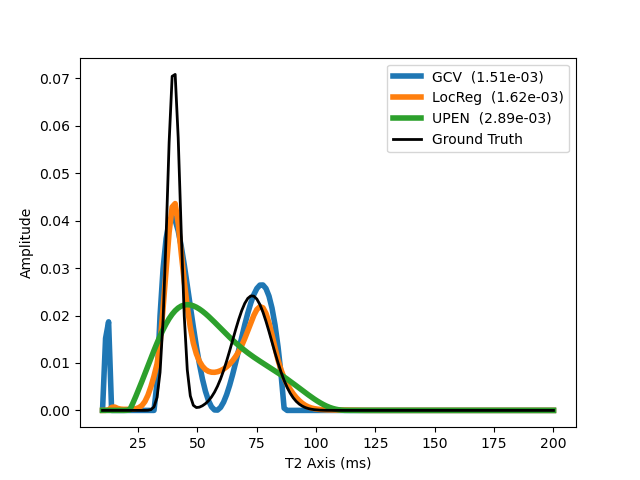 GCV (1.51e-03)
LocReg (1.62e-03)
UPEN (2.89e-03)
Ground Truth
0.07
0.06
0.05
0.04
0.03
0.02
0.01
0.00
Amplitude
25 50 75 100 125 150 175 200
T2 Axis (ms)